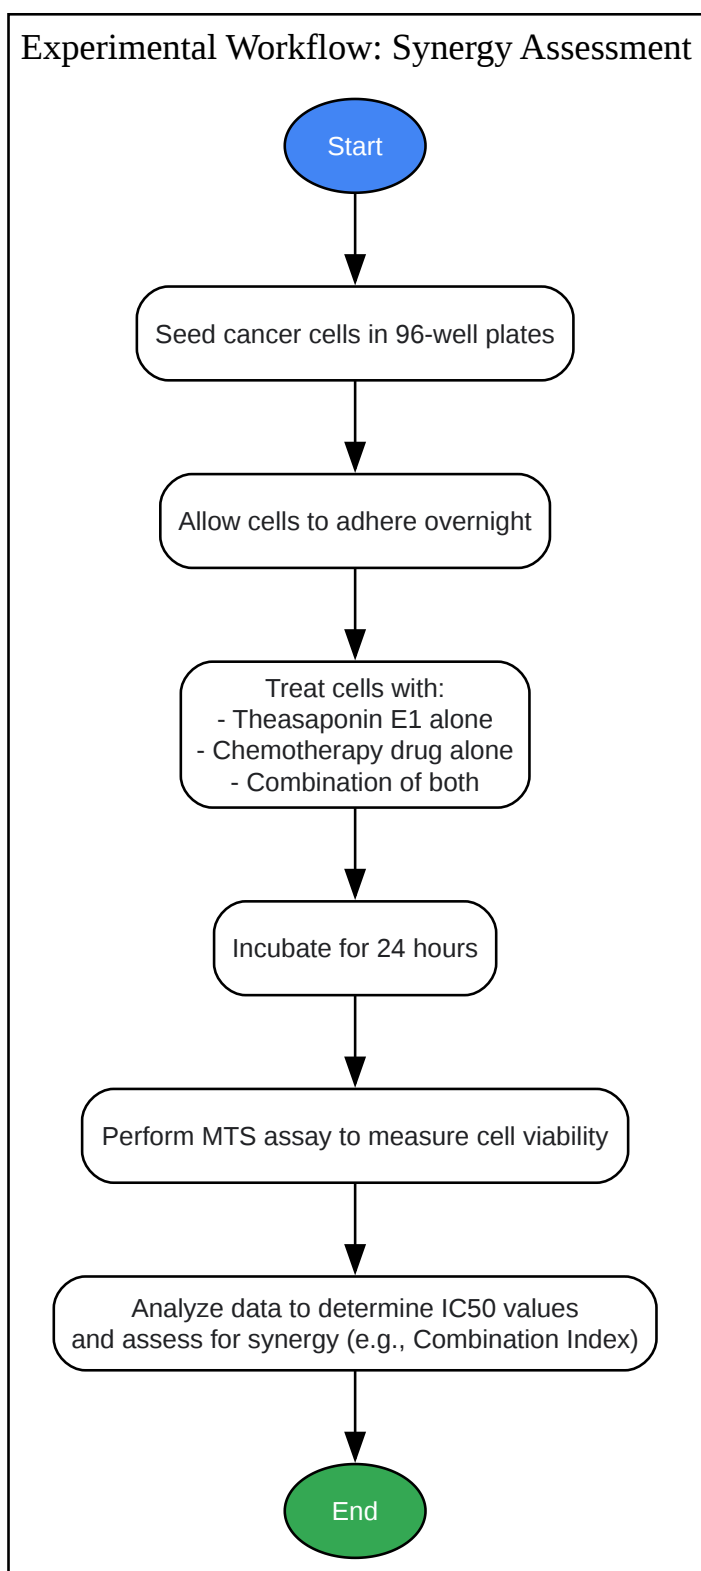 Experimental Workflow: Synergy Assessment
Start
Seed cancer cells in 96-well plates
Allow cells to adhere overnight
Treat cells with:
- Theasaponin E1 alone
- Chemotherapy drug alone
- Combination of both
Incubate for 24 hours
Perform MTS assay to measure cell viability
Analyze data to determine IC50 values
and assess for synergy (e.g., Combination Index)
End